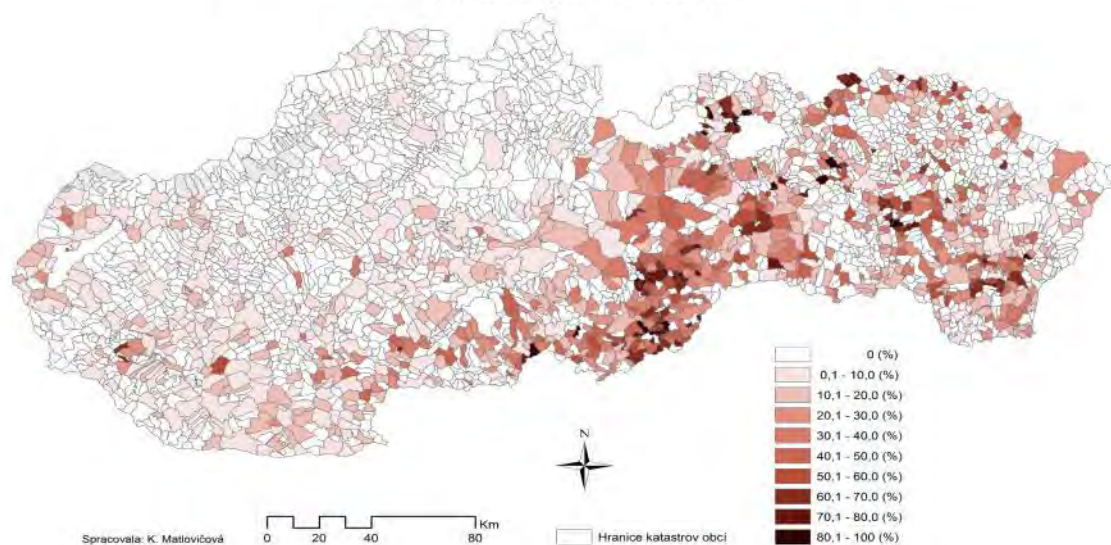 0 (%)
0,1 - 10,0 (%)
10,1 - 20,0 (%)
20,1 - 30,0 (%)
30,1 - 40,0 (%)
40,1 - 50,0 (%)
50,1 - 60,0 (%)
60,1 - 70,0 (%)
70,1 - 80,0 (%)
80,1 - 100 (%)
N
Km
0 20 40 80
Hranice katastrov obcí
Spracovala: K. Matlovičová